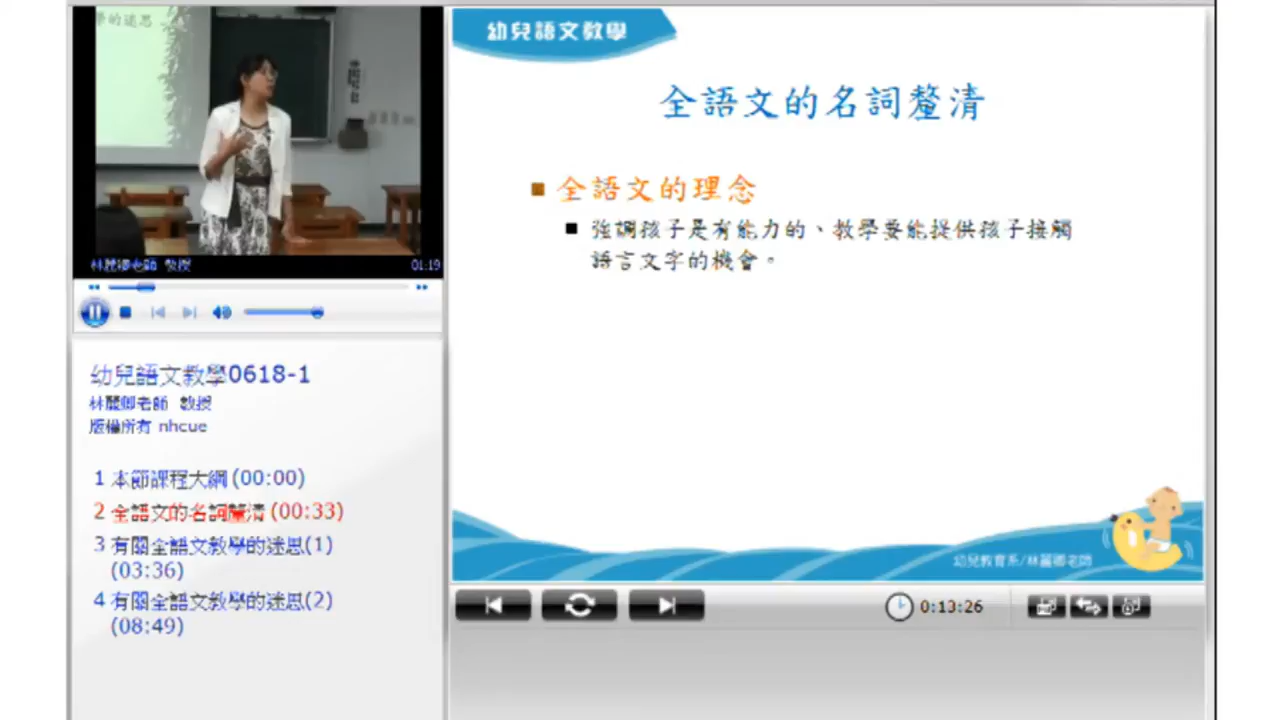 學的迷思
林麗卿老師 教授
01:19
幼兒語文教學0618-1
林麗卿老師 教授
版權所有 nhcue
1 本節課程大綱 (00:00)
2 全語文的名詞釐清 (00:33)
3 有關全語文教學的迷思(1)
(03:36)
4 有關全語文教學的迷思(2)
(08:49)
幼兒語文教學
全語文的名詞釐清
全語文的理念
強調孩子是有能力的、教學要能提供孩子接觸
語言文字的機會。
幼兒教育系/林麗卿老師
0:13:26